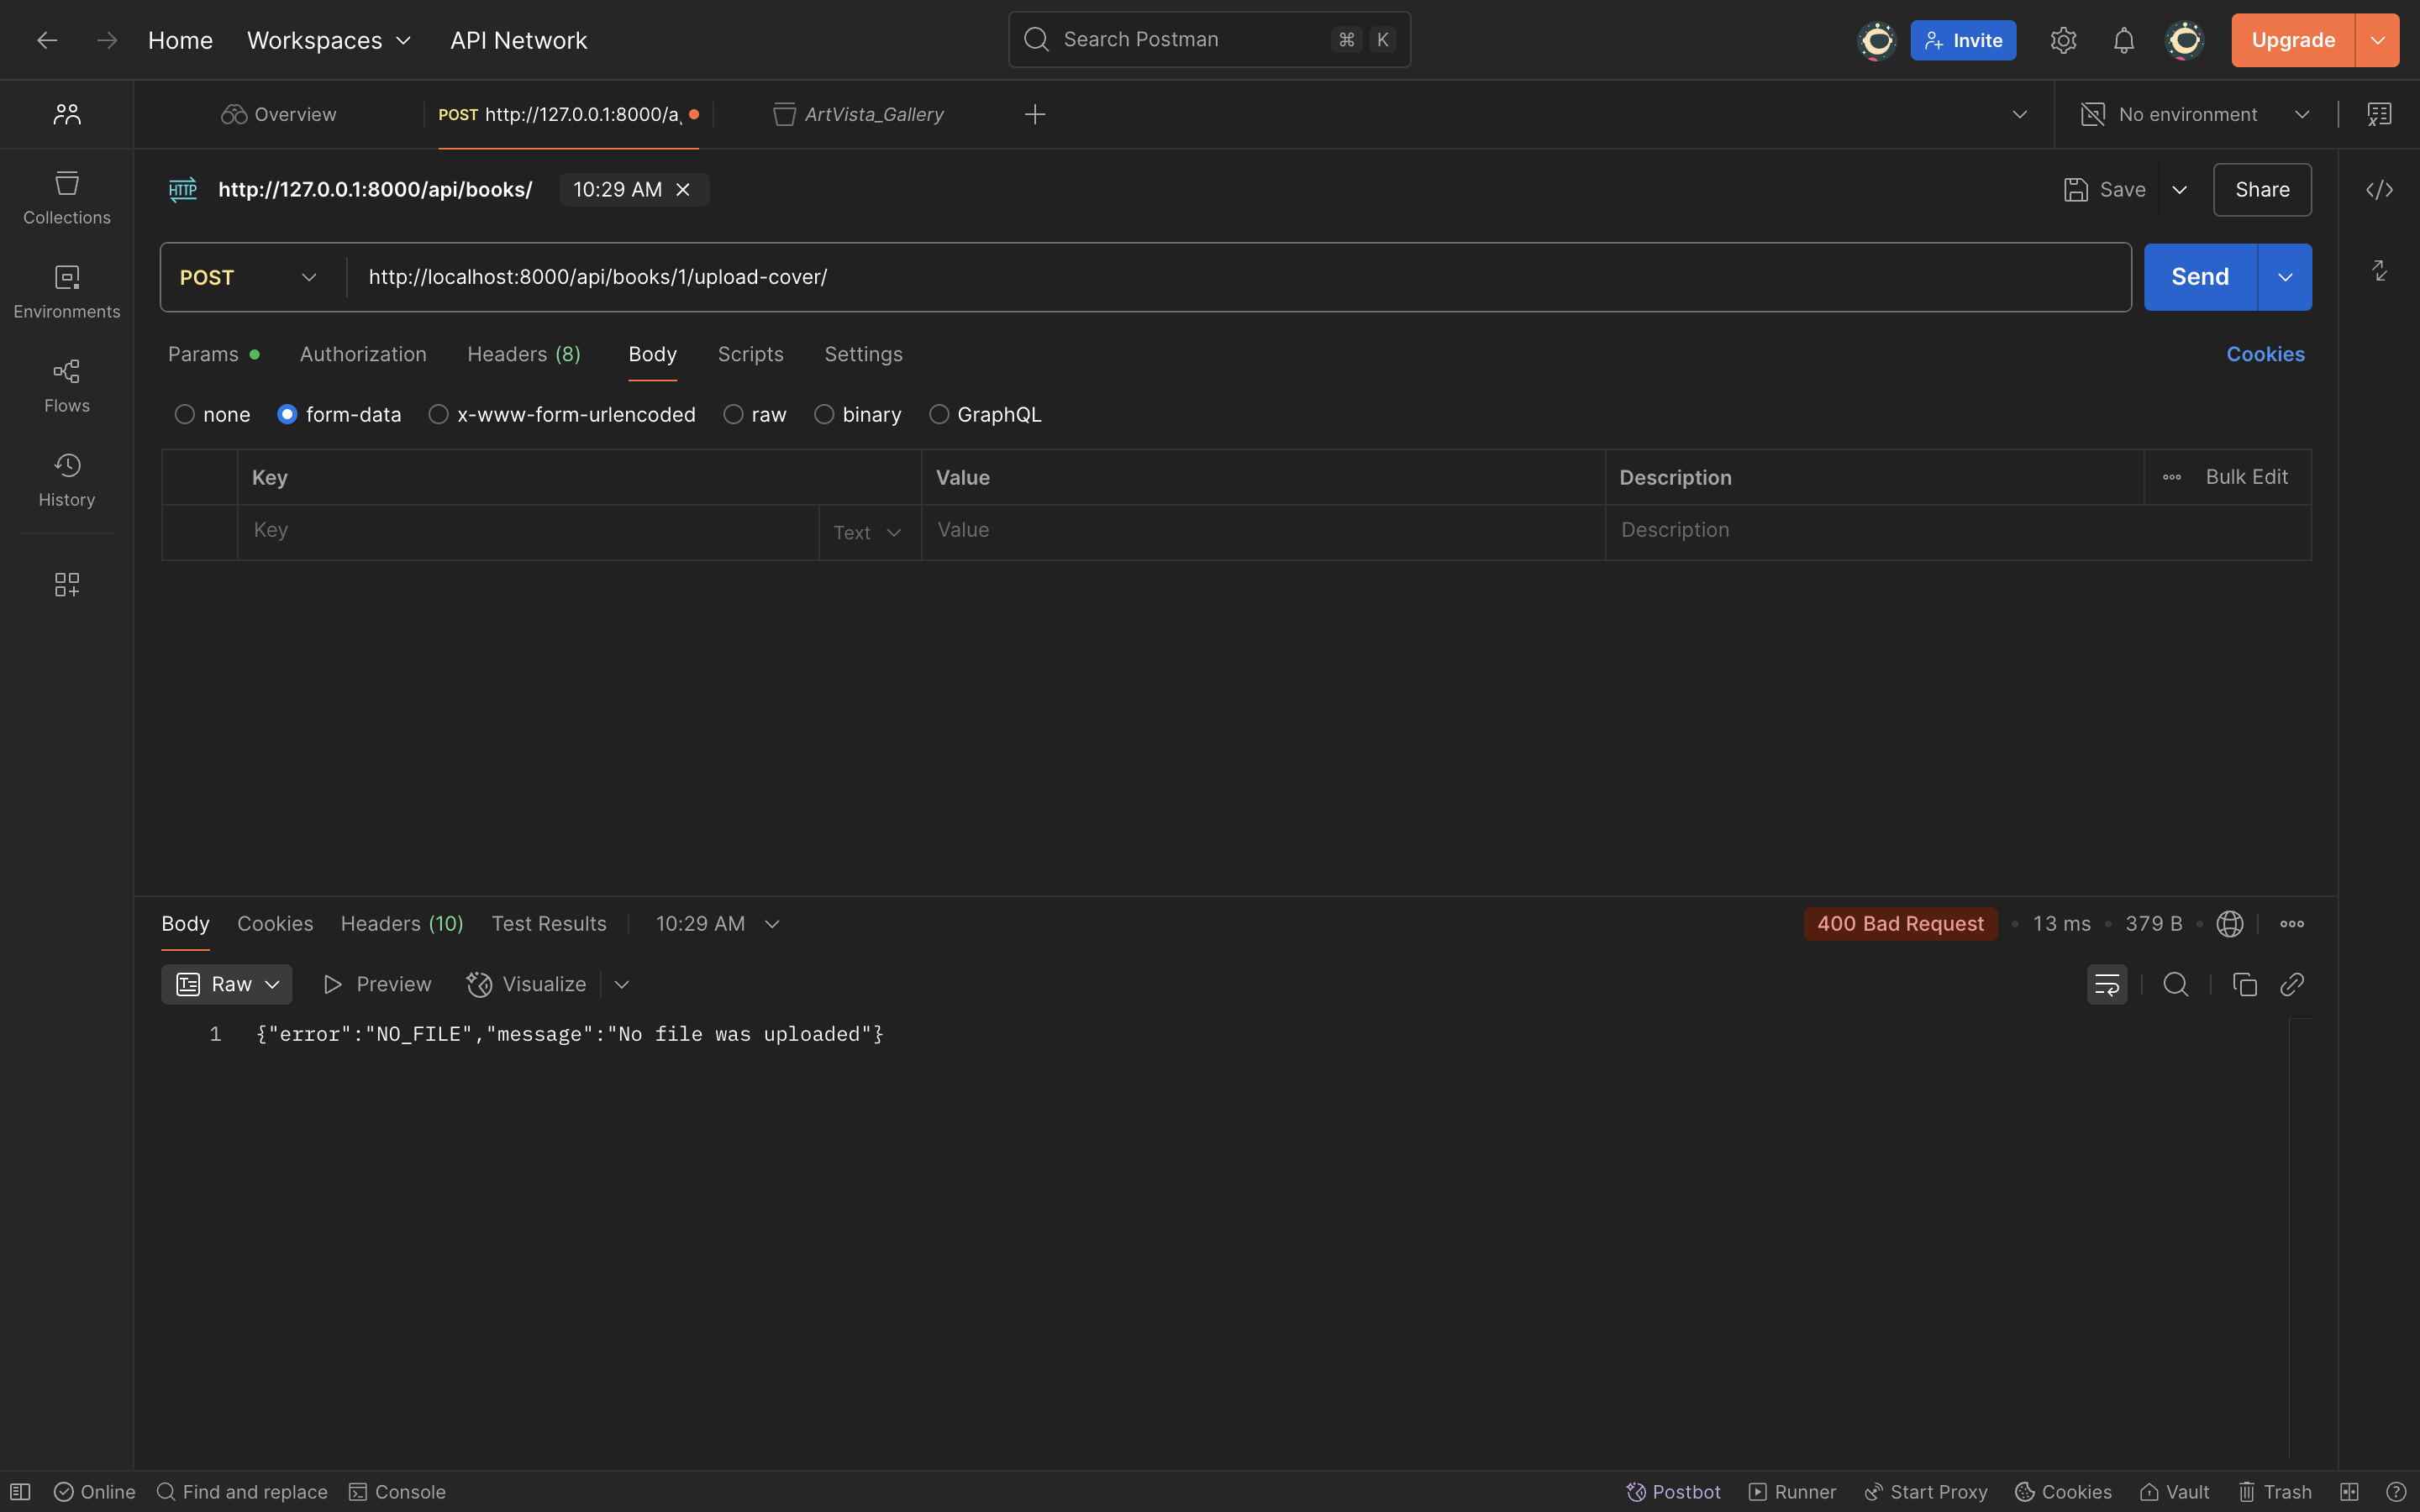 Home Workspaces API Network Search Postman ⌘ K Invite Upgrade
Overview POST http://127.0.0.1:8000/a ArtVista_Gallery No environment
HTTP http://127.0.0.1:8000/api/books/ 10:29 AM Save Share
Collections
POST http://localhost:8000/api/books/1/upload-cover/ Send
Environments
Params Authorization Headers (8) Body Scripts Settings Cookies
Flows
none form-data x-www-form-urlencoded raw binary GraphQL
Key Value Description Bulk Edit
History
Key Text Value Description
Body Cookies Headers (10) Test Results 10:29 AM 400 Bad Request 13 ms 379 B
Raw Preview Visualize
1 {"error":"NO_FILE","message":"No file was uploaded"}
Online Find and replace Console Postbot Runner Start Proxy Cookies Vault Trash